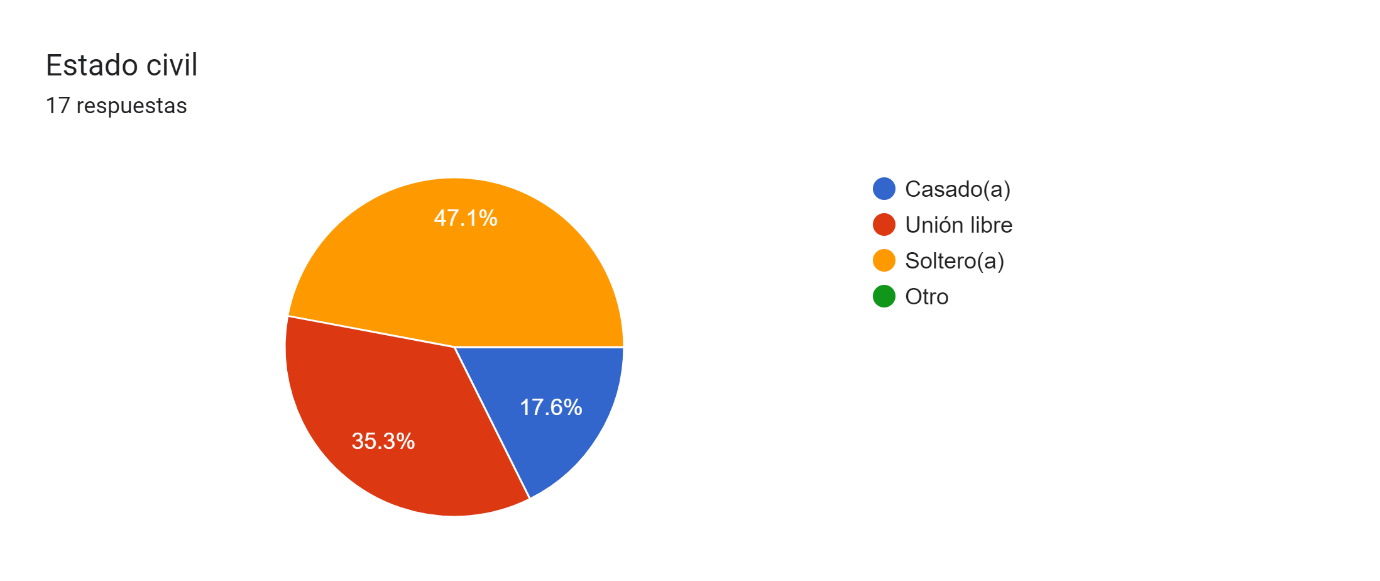 Estado civil
17 respuestas
47.1%
17.6%
35.3%
Casado(a)
Unión libre
Soltero(a)
Otro